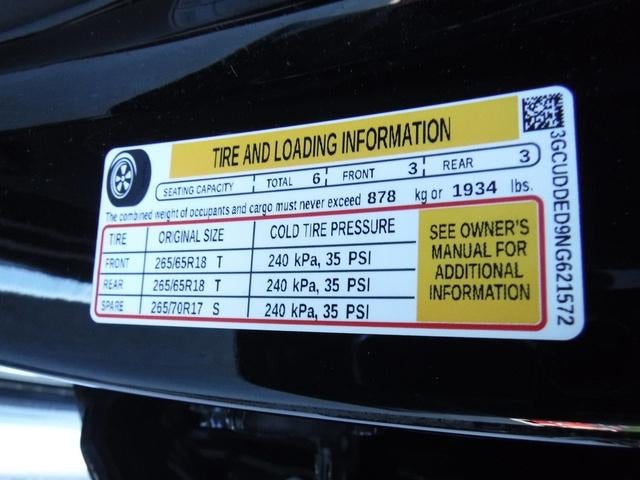 TIRE AND LOADING INFORMATION
SEATING CAPACITY TOTAL 6 FRONT 3 REAR 3
The combined weight of occupants and cargo must never exceed 878 kg or 1934 lbs.
TIRE ORIGINAL SIZE COLD TIRE PRESSURE
FRONT 265/65R18 T 240 kPa, 35 PSI
REAR 265/65R18 T 240 kPa, 35 PSI
SPARE 265/70R17 S 240 kPa, 35 PSI
SEE OWNER'S
MANUAL FOR
ADDITIONAL
INFORMATION
3GCUDDED9NG621572